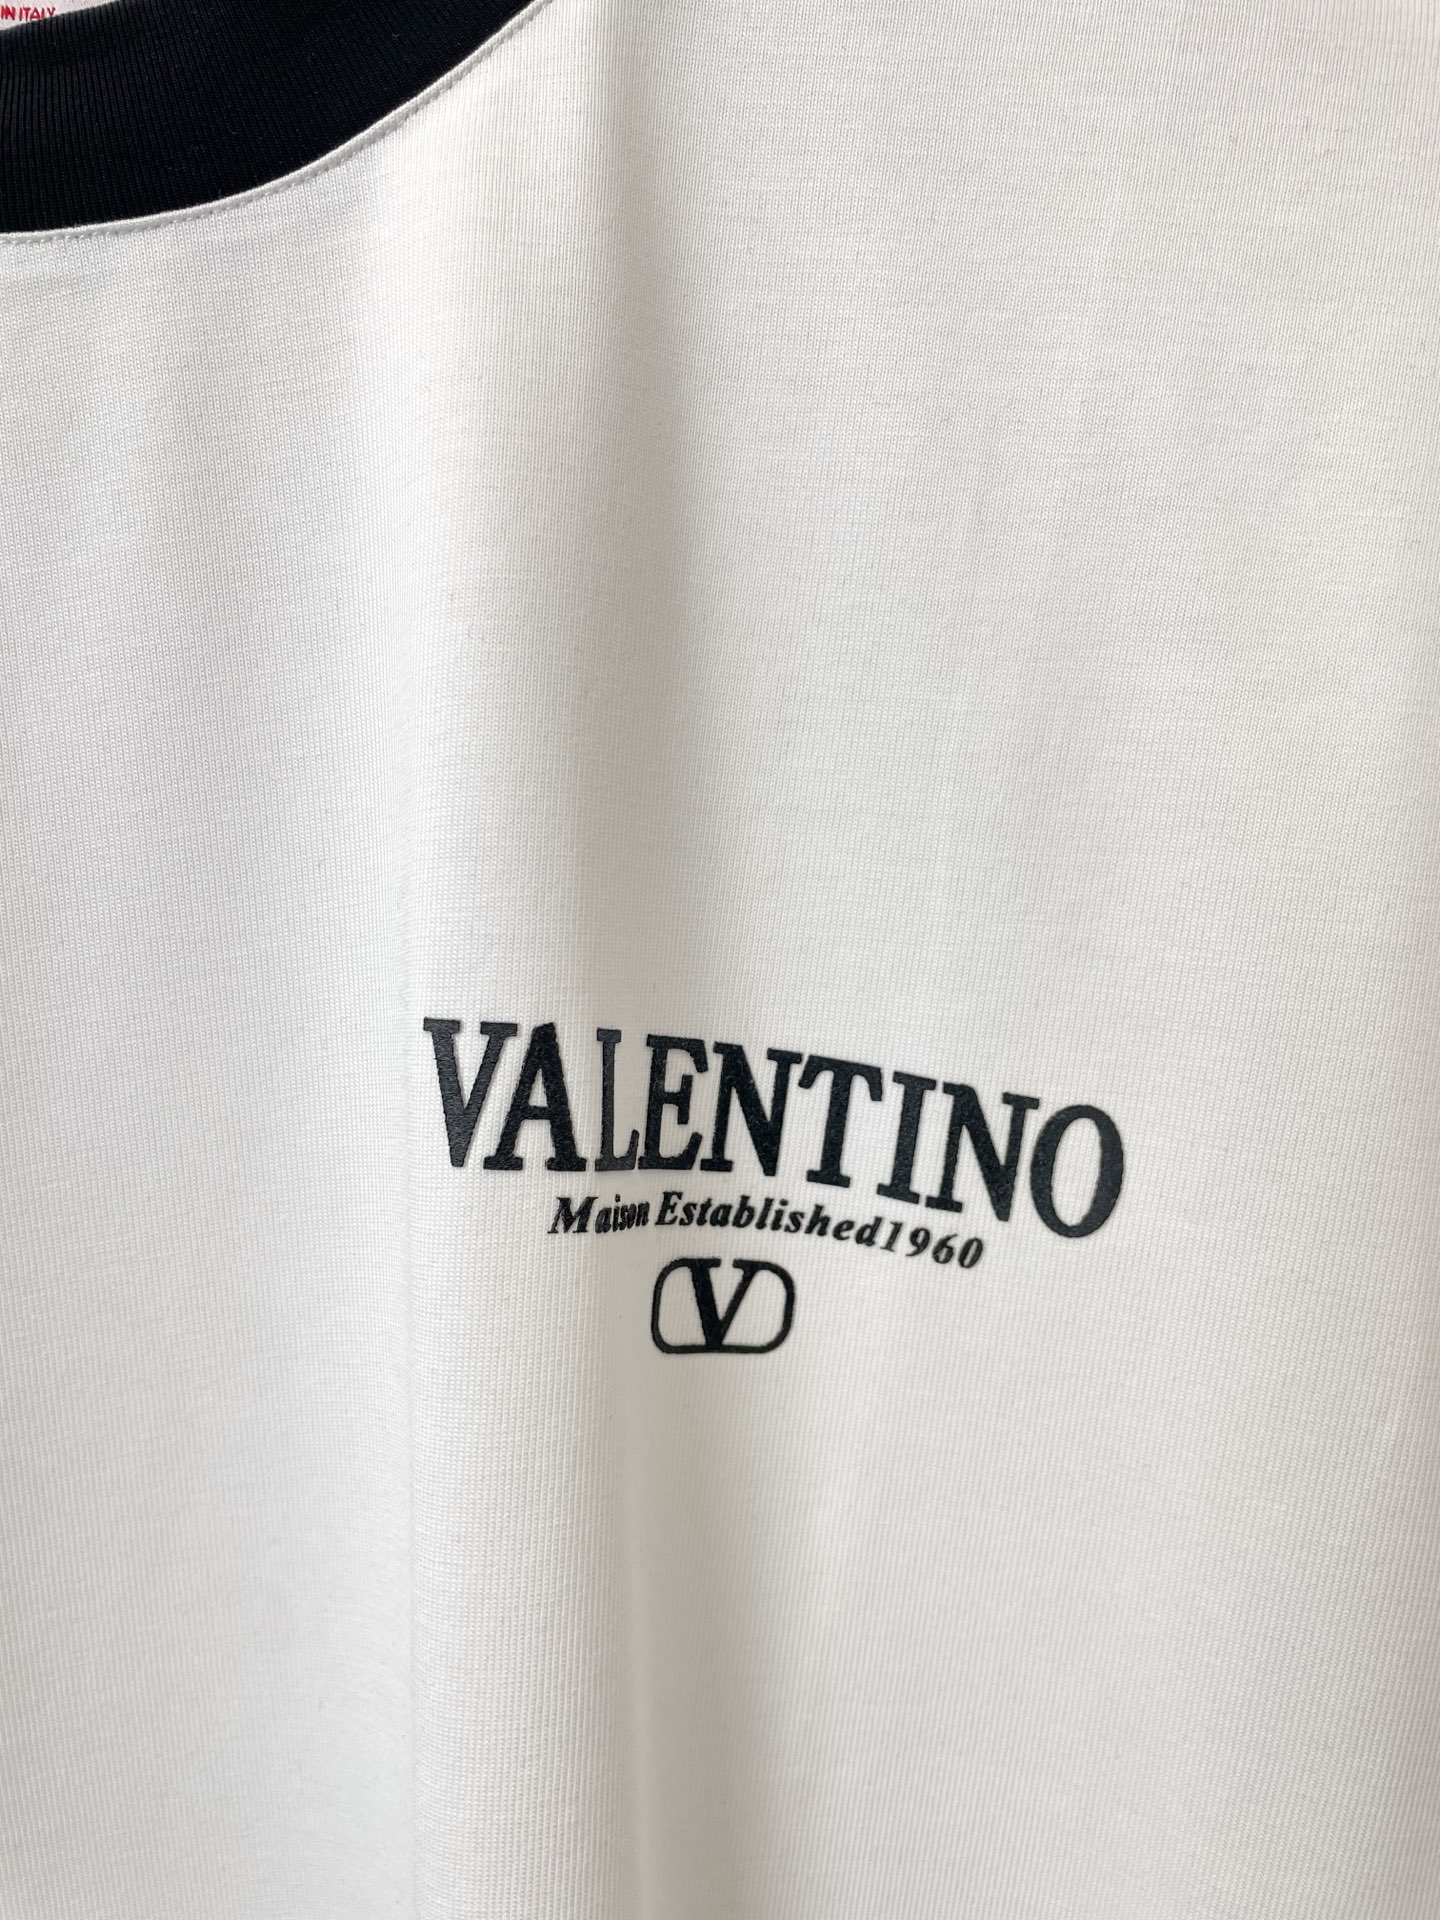 IN ITALY
VALENTINO
Maison Established1960
V